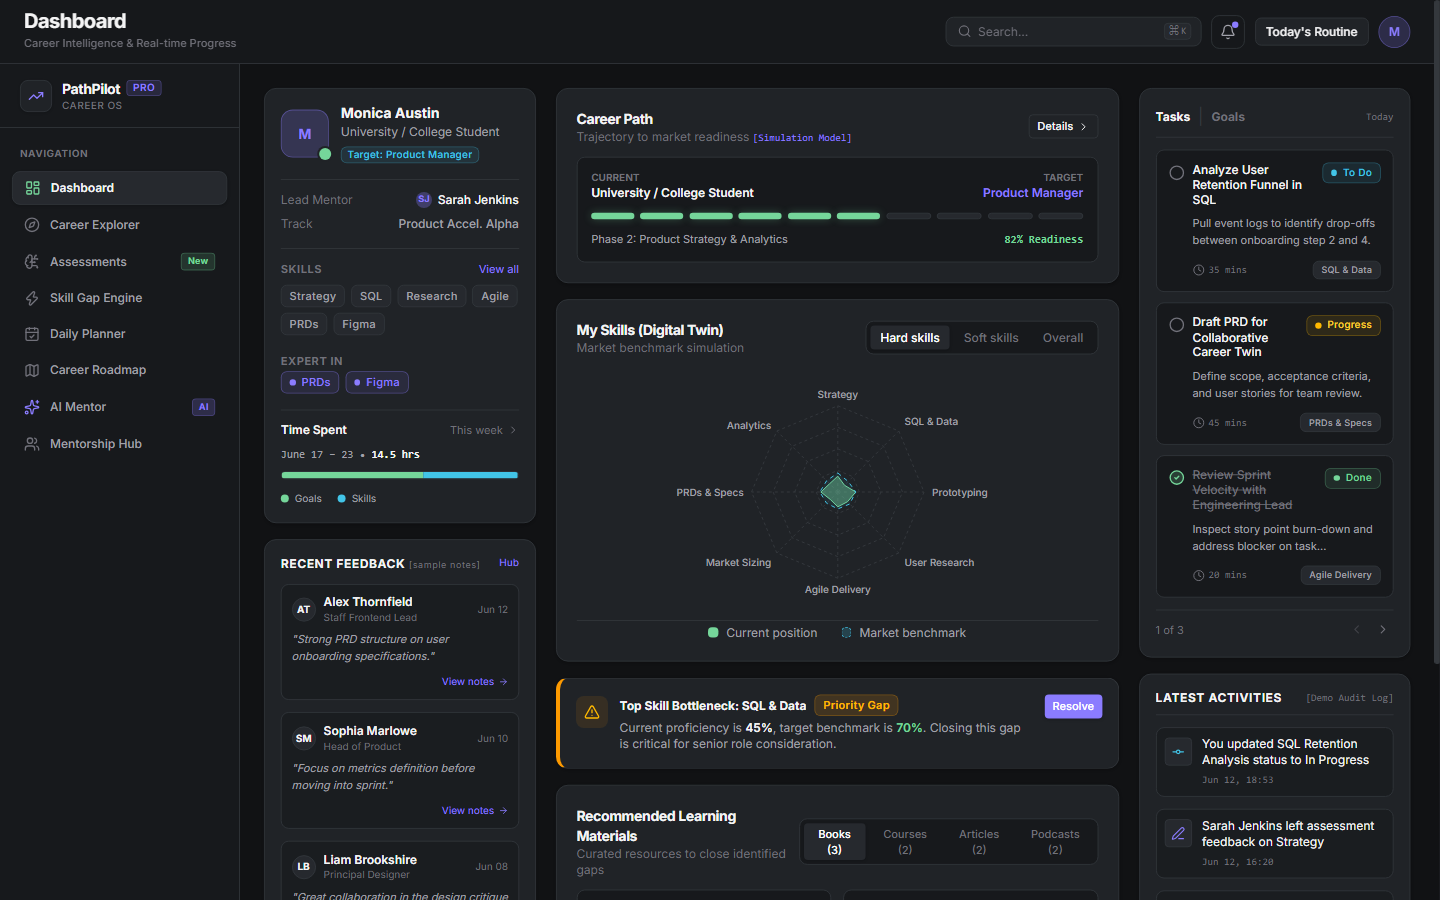 Dashboard
Career Intelligence & Real-time Progress
Search...
⌘K
Today's Routine
M
PathPilot PRO
CAREER OS
NAVIGATION
Dashboard
Career Explorer
Assessments New
Skill Gap Engine
Daily Planner
Career Roadmap
AI Mentor AI
Mentorship Hub
M
Monica Austin
University / College Student
Target: Product Manager
Lead Mentor SJ Sarah Jenkins
Track Product Accel. Alpha
SKILLS View all
Strategy SQL Research Agile
PRDs Figma
EXPERT IN
PRDs Figma
Time Spent This week
June 17 – 23 • 14.5 hrs
Goals Skills
RECENT FEEDBACK [sample notes] Hub
AT Alex Thornfield Jun 12
Staff Frontend Lead
"Strong PRD structure on user
onboarding specifications."
View notes →
SM Sophia Marlowe Jun 10
Head of Product
"Focus on metrics definition before
moving into sprint."
View notes →
LB Liam Brookshire Jun 08
Principal Designer
"Great collaboration in the design critique
Career Path
Trajectory to market readiness [Simulation Model]
Details
CURRENT TARGET
University / College Student Product Manager
Phase 2: Product Strategy & Analytics 82% Readiness
My Skills (Digital Twin)
Market benchmark simulation
Hard skills Soft skills Overall
Strategy
SQL & Data
Analytics
PRDs & Specs
Prototyping
Market Sizing
User Research
Agile Delivery
Current position Market benchmark
Top Skill Bottleneck: SQL & Data Priority Gap
Resolve
Current proficiency is 45%, target benchmark is 70%. Closing this gap
is critical for senior role consideration.
Recommended Learning
Materials
Curated resources to close identified
gaps
Books (3)
Courses (2)
Articles (2)
Podcasts (2)
Tasks Goals Today
Analyze User
Retention Funnel in
SQL
To Do
Pull event logs to identify drop-offs
between onboarding step 2 and 4.
35 mins SQL & Data
Draft PRD for
Collaborative
Career Twin
Progress
Define scope, acceptance criteria,
and user stories for team review.
45 mins PRDs & Specs
Review Sprint
Velocity with
Engineering Lead
Done
Inspect story point burn-down and
address blocker on task...
20 mins Agile Delivery
1 of 3
LATEST ACTIVITIES [Demo Audit Log]
You updated SQL Retention
Analysis status to In Progress
Jun 12, 18:53
Sarah Jenkins left assessment
feedback on Strategy
Jun 12, 16:20